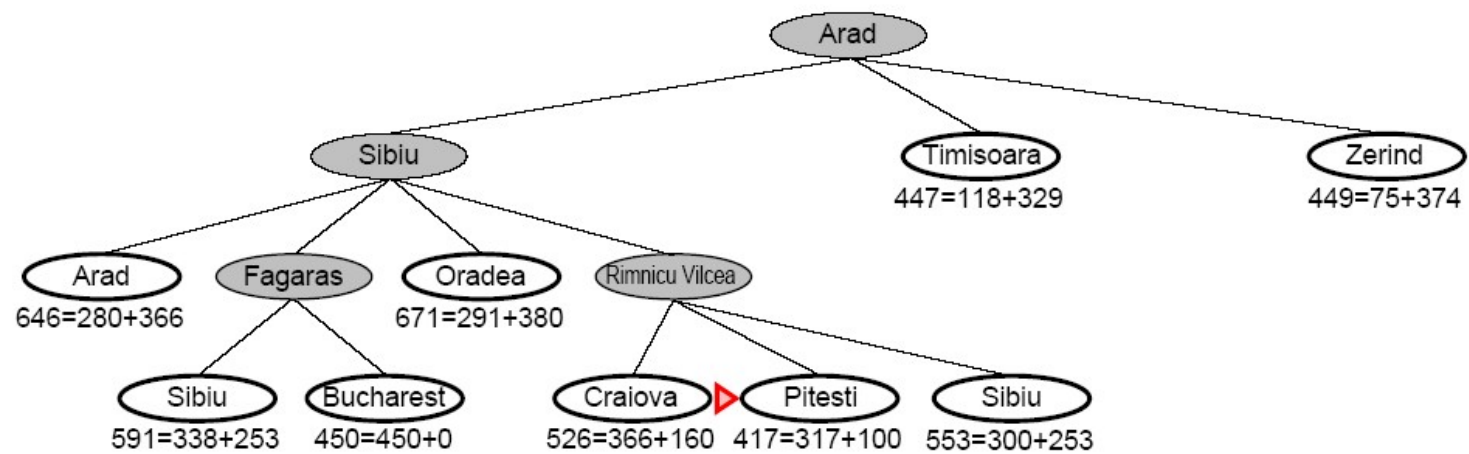 Arad
Sibiu
Timisoara
Zerind
447=118+329
449=75+374
Arad
Fagaras
Oradea
Rimnicu Vilcea
646=280+366
671=291+380
Sibiu
Bucharest
Craiova
Pitesti
Sibiu
591=338+253
450=450+0
526=366+160
417=317+100
553=300+253